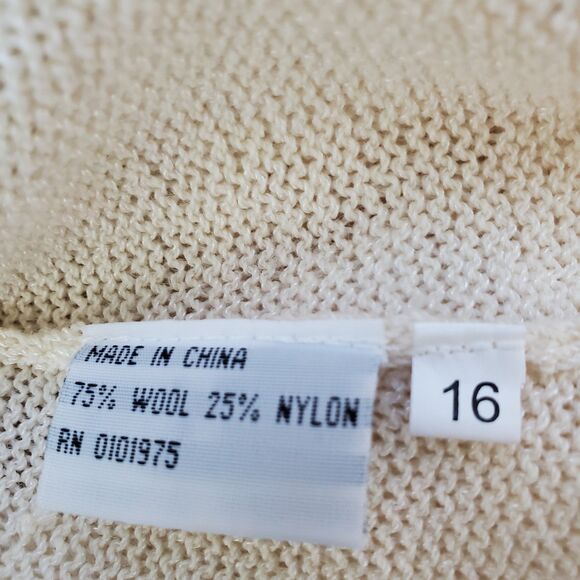 MADE IN CHINA
75% WOOL 25% NYLON
RN 0101975
16